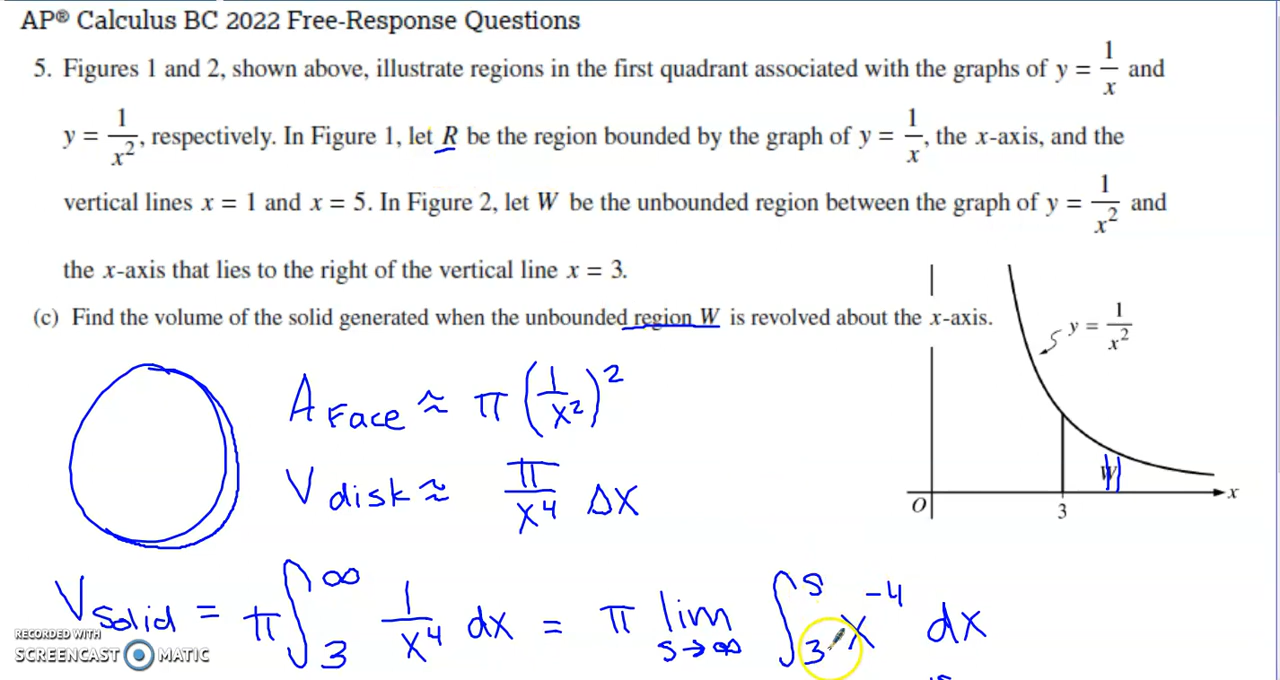 AP® Calculus BC 2022 Free-Response Questions
5. Figures 1 and 2, shown above, illustrate regions in the first quadrant associated with the graphs of y = 1/x and
y = 1/x², respectively. In Figure 1, let R be the region bounded by the graph of y = 1/x, the x-axis, and the
vertical lines x = 1 and x = 5. In Figure 2, let W be the unbounded region between the graph of y = 1/x² and
the x-axis that lies to the right of the vertical line x = 3.
(c) Find the volume of the solid generated when the unbounded region W is revolved about the x-axis.
y = 1/x²
A Face ≈ π (1/x²)²
V disk ≈ π/x⁴ Δx
W
O 3 x
V Solid = π ∫₃^∞ 1/x⁴ dx = π lim s→∞ ∫₃^s x⁻⁴ dx
RECORDED WITH
SCREENCAST MATIC